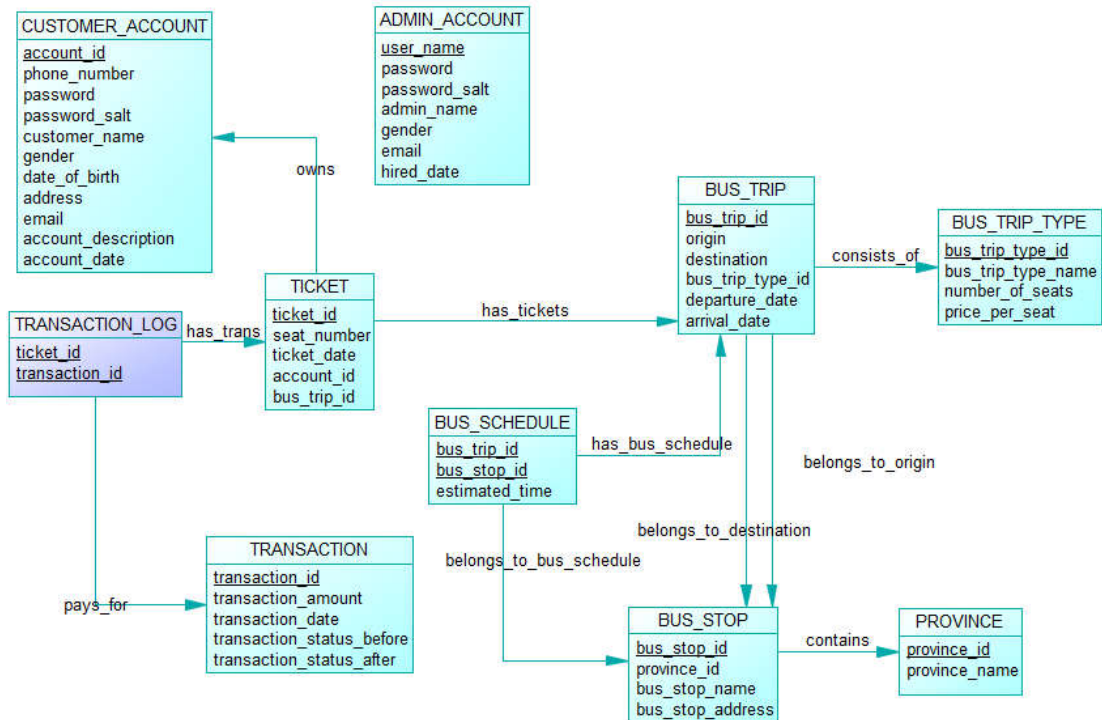 CUSTOMER_ACCOUNT
account_id
phone_number
password
password_salt
customer_name
gender
date_of_birth
address
email
account_description
account_date
ADMIN_ACCOUNT
user_name
password
password_salt
admin_name
gender
email
hired_date
owns
BUS_TRIP
bus_trip_id
origin
destination
bus_trip_type_id
departure_date
arrival_date
consists_of
BUS_TRIP_TYPE
bus_trip_type_id
bus_trip_type_name
number_of_seats
price_per_seat
TICKET
ticket_id
seat_number
ticket_date
account_id
bus_trip_id
has_tickets
TRANSACTION_LOG
ticket_id
transaction_id
has_trans
BUS_SCHEDULE
bus_trip_id
bus_stop_id
estimated_time
has_bus_schedule
belongs_to_origin
belongs_to_destination
belongs_to_bus_schedule
TRANSACTION
transaction_id
transaction_amount
transaction_date
transaction_status_before
transaction_status_after
pays_for
BUS_STOP
bus_stop_id
province_id
bus_stop_name
bus_stop_address
contains
PROVINCE
province_id
province_name